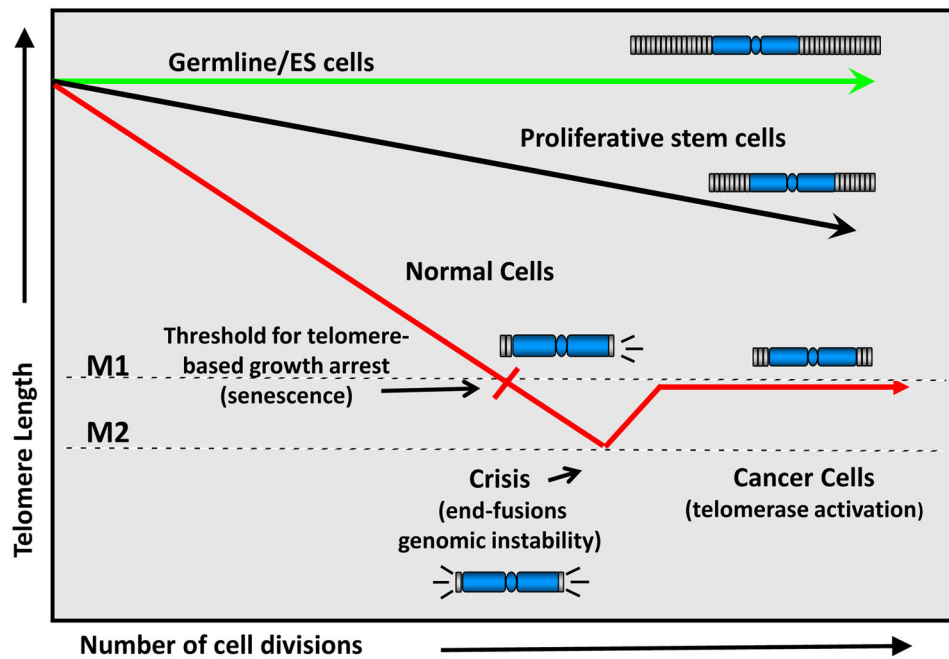 Germline/ES cells
Proliferative stem cells
Normal Cells
Threshold for telomere-
based growth arrest
(senescence)
M1
M2
Crisis
(end-fusions
genomic instability)
Cancer Cells
(telomerase activation)
Telomere Length
Number of cell divisions